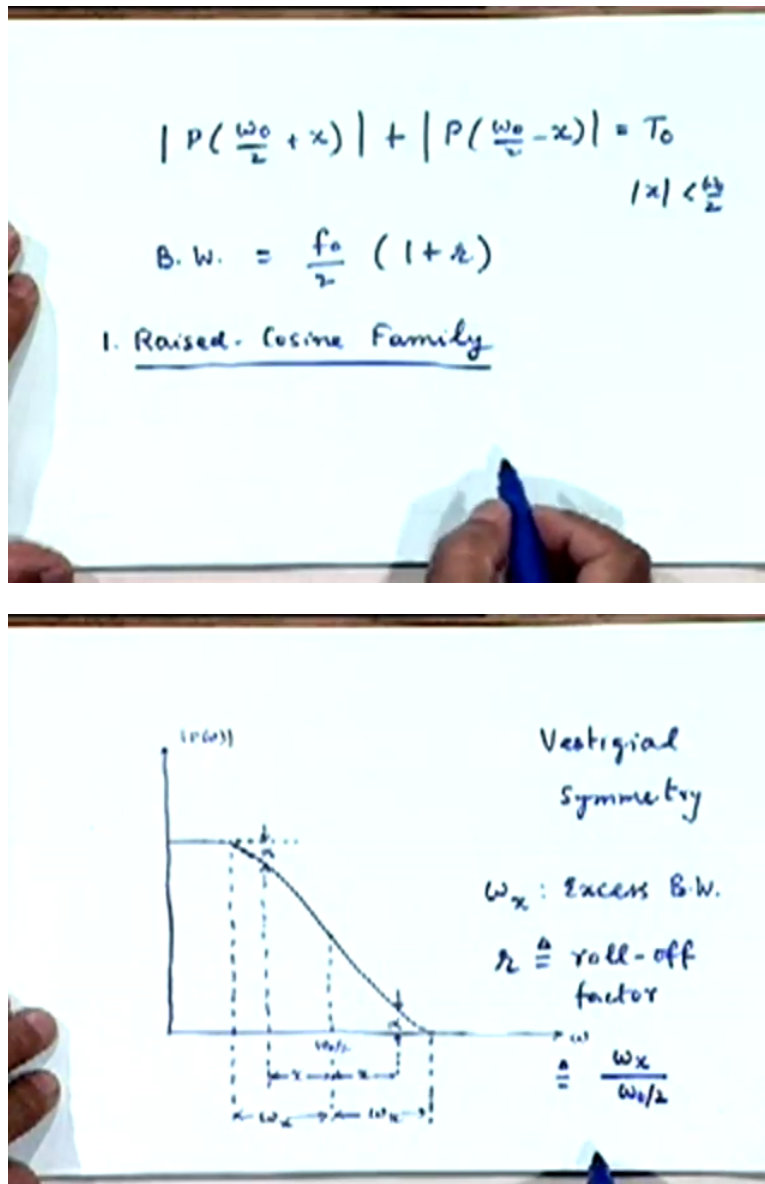 |P(ω₀/2 + x)| + |P(ω₀/2 - x)| = T₀
|x| < ω₀/2
B.W. = f₀/2 (1 + r)
1. Raised-Cosine Family
|P(ω)|
Vestigial
Symmetry
ωₓ : Excess B.W.
r ≜ roll-off
factor
≜ ωₓ / ω₀/2
ω
ω₀/2
x x
ωₓ ωₓ